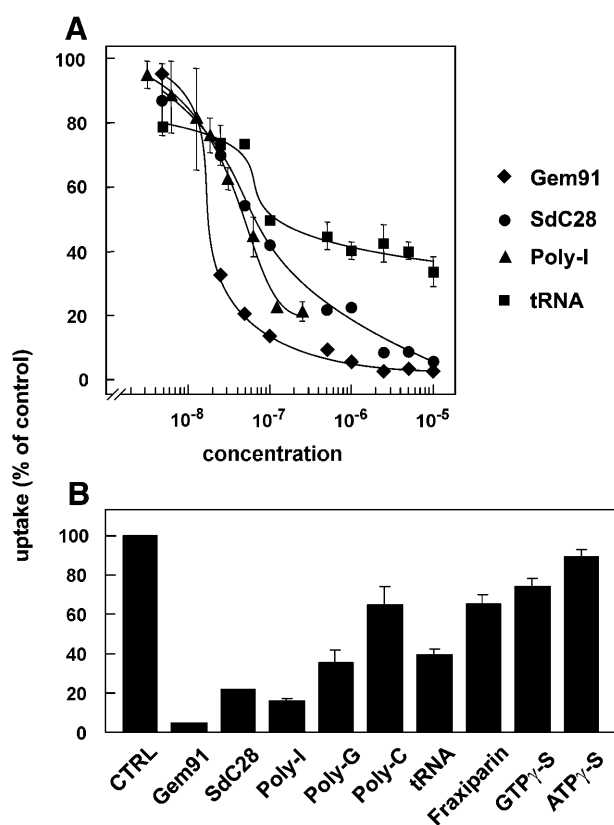 A
100
80
60
40
20
0
10-8
10-7
10-6
10-5
concentration
Gem91
SdC28
Poly-I
tRNA
uptake (% of control)
B
100
80
60
40
20
0
CTRL
Gem91
SdC28
Poly-I
Poly-G
Poly-C
tRNA
Fraxiparin
GTPγ-S
ATPγ-S